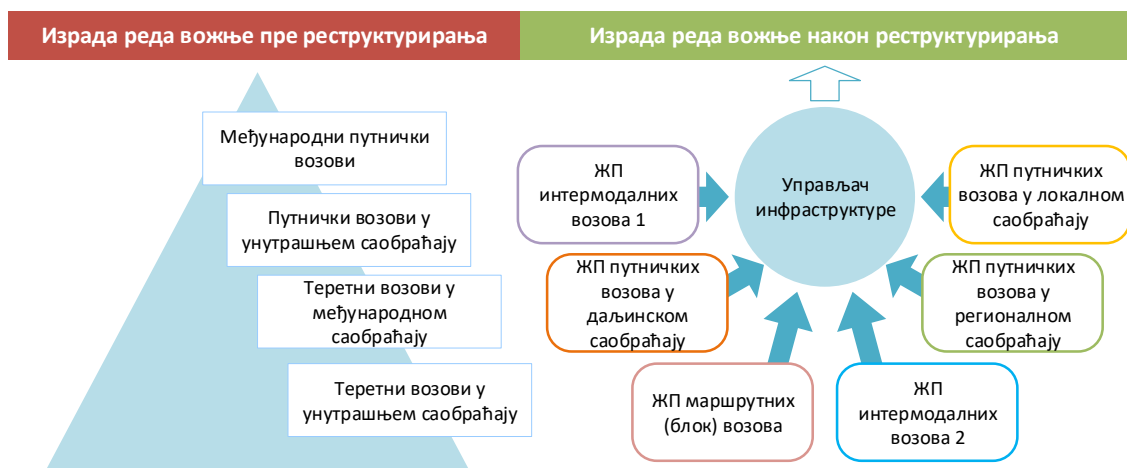 Израда реда вожње пре реструктурирања
Израда реда вожње након реструктурирања
Међународни путнички
возови
Путнички возови у
унутрашњем саобраћају
Теретни возови у
међународном
саобраћају
Теретни возови у
унутрашњем саобраћају
Управљач
инфраструктуре
ЖП
интермодалних
возова 1
ЖП путничких
возова у локалном
саобраћају
ЖП путничких
возова у
даљинском
саобраћају
ЖП путничких
возова у
регионалном
саобраћају
ЖП маршрутних
(блок) возова
ЖП
интермодалних
возова 2